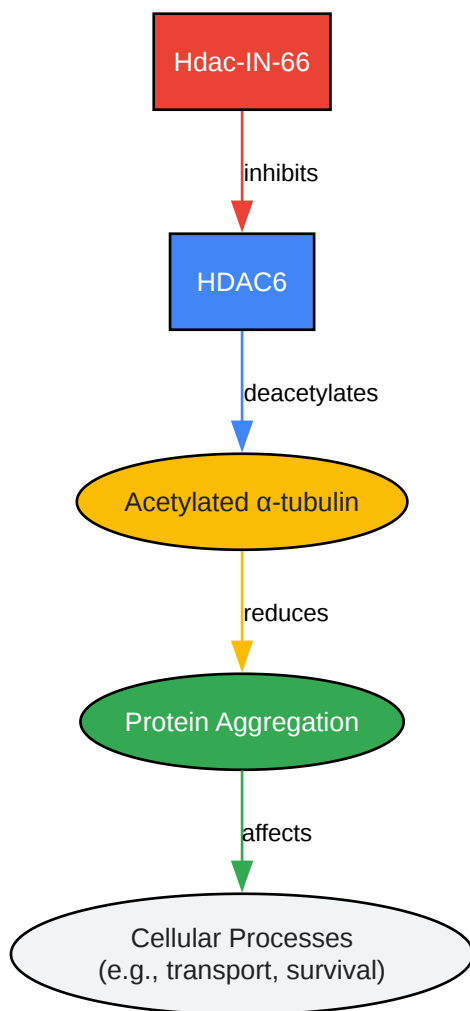 Hdac-IN-66
inhibits
HDAC6
deacetylates
Acetylated α-tubulin
reduces
Protein Aggregation
affects
Cellular Processes
(e.g., transport, survival)